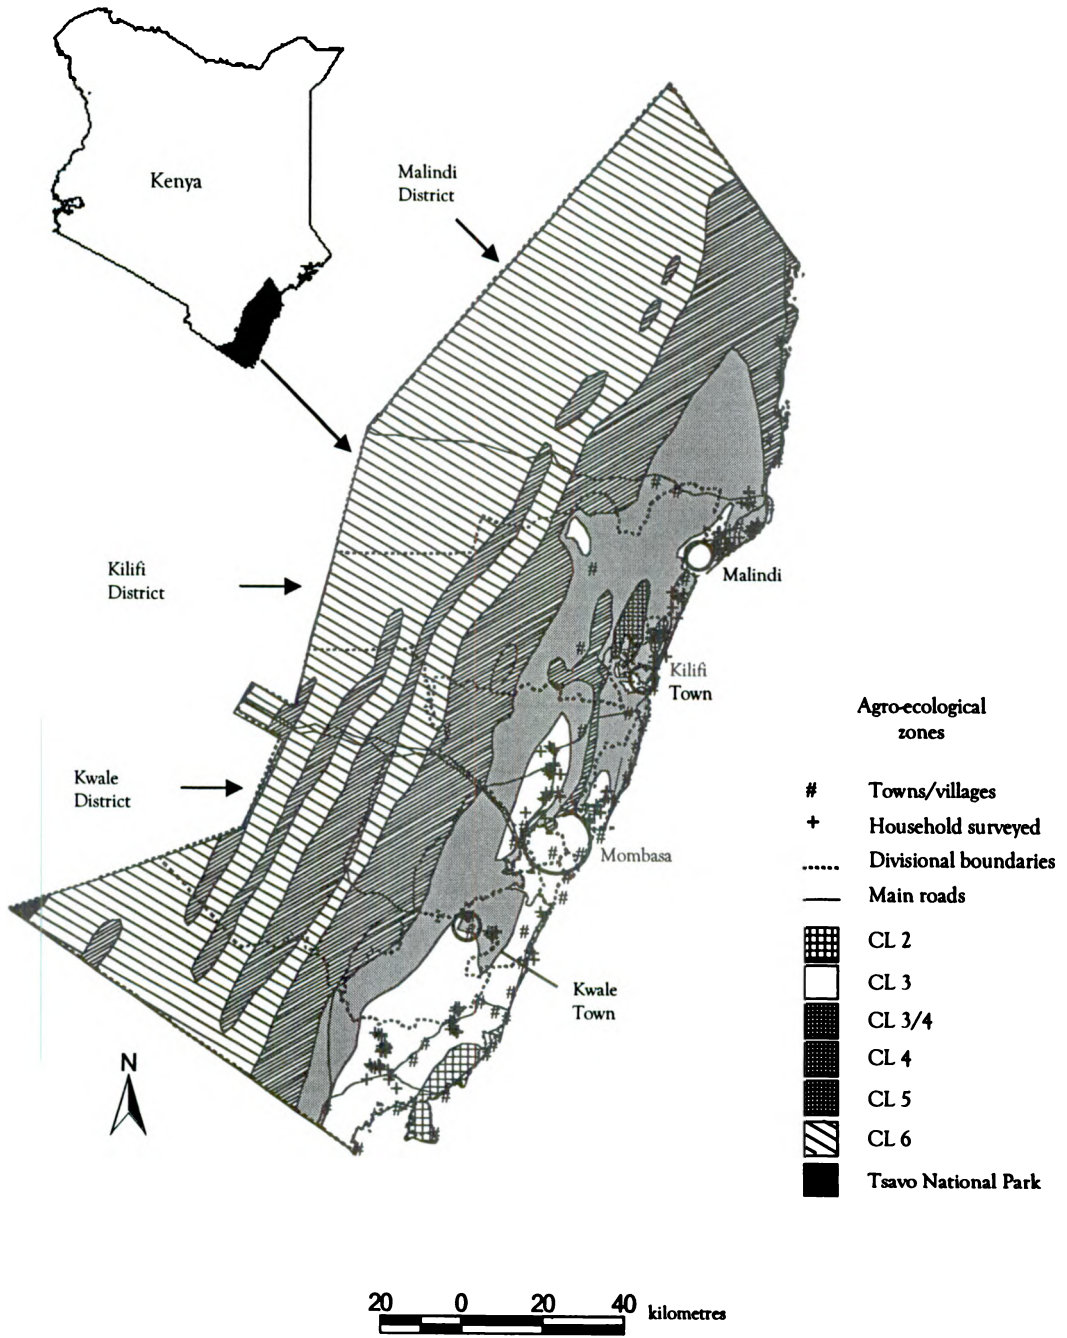 Kenya
Malindi
District
Kilifi
District
Kwale
District
Malindi
Kilifi
Town
Mombasa
Kwale
Town
N
Agro-ecological
zones
# Towns/villages
+ Household surveyed
Divisional boundaries
Main roads
CL 2
CL 3
CL 3/4
CL 4
CL 5
CL 6
Tsavo National Park
20 0 20 40 kilometres